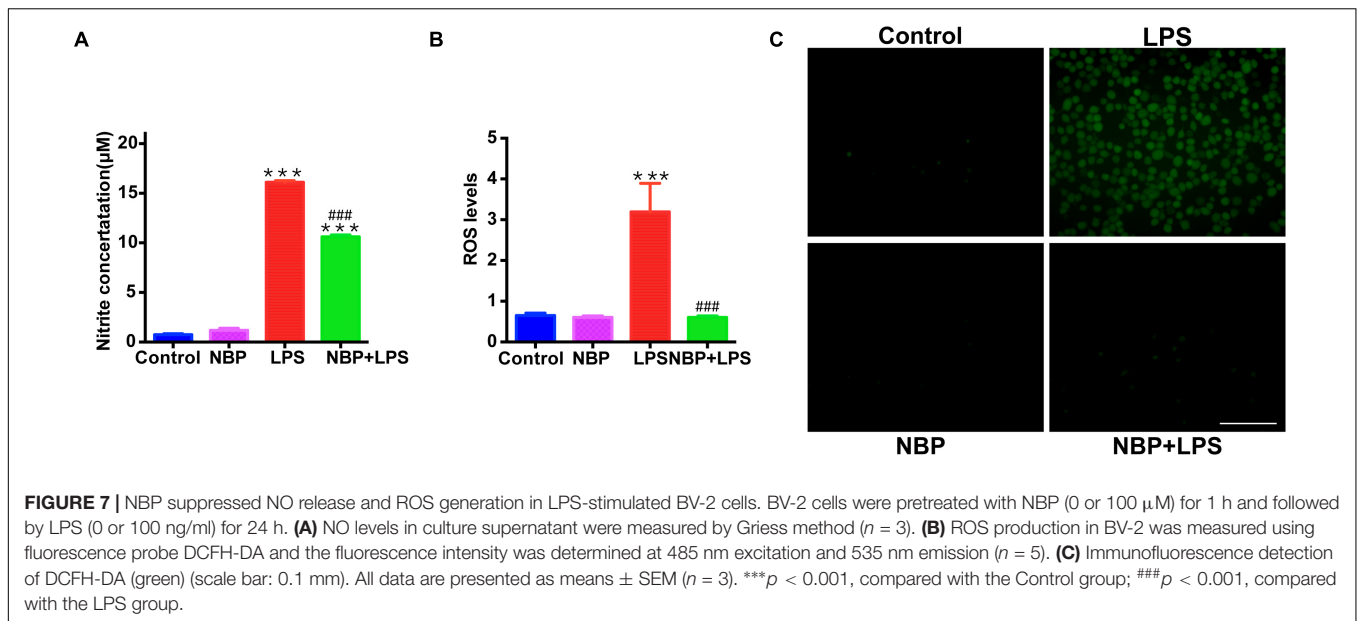 A
B
C
Control
LPS
Nitrite concertatation(μM)
20
15
10
5
0
***
###
***
Control NBP LPS NBP+LPS
ROS levels
5
4
3
2
1
0
***
###
Control NBP LPS NBP+LPS
NBP
NBP+LPS
FIGURE 7 | NBP suppressed NO release and ROS generation in LPS-stimulated BV-2 cells. BV-2 cells were pretreated with NBP (0 or 100 μM) for 1 h and followed
by LPS (0 or 100 ng/ml) for 24 h. (A) NO levels in culture supernatant were measured by Griess method (n = 3). (B) ROS production in BV-2 was measured using
fluorescence probe DCFH-DA and the fluorescence intensity was determined at 485 nm excitation and 535 nm emission (n = 5). (C) Immunofluorescence detection
of DCFH-DA (green) (scale bar: 0.1 mm). All data are presented as means ± SEM (n = 3). ***p < 0.001, compared with the Control group; ###p < 0.001, compared
with the LPS group.